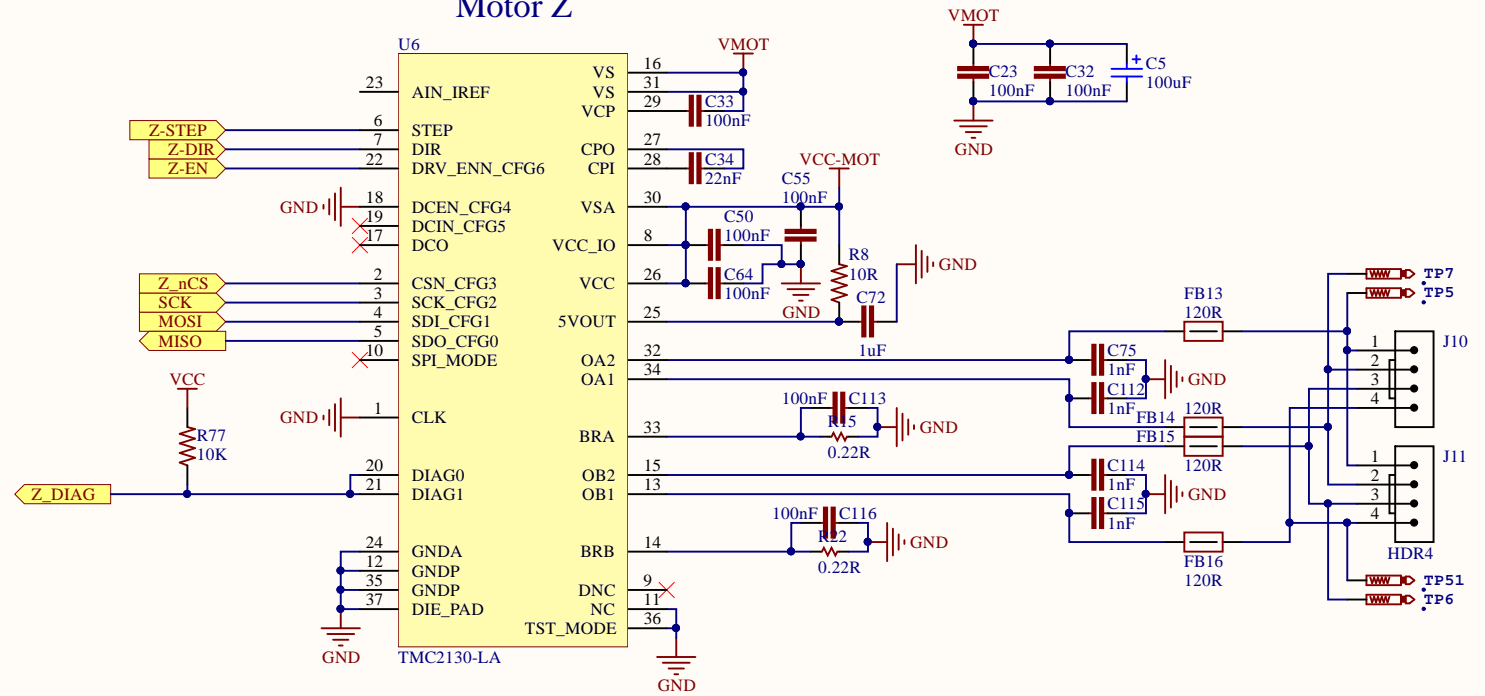 Motor Z
VMOT
C23
100nF
C32
100nF
C5
100uF
GND
U6
23 AIN_IREF
Z-STEP 6 STEP
Z-DIR 7 DIR
Z-EN 22 DRV_ENN_CFG6
GND 18 DCEN_CFG4
19 DCIN_CFG5
17 DCO
Z_nCS 2 CSN_CFG3
SCK 3 SCK_CFG2
MOSI 4 SDI_CFG1
MISO 5 SDO_CFG0
10 SPI_MODE
VCC
R77
10K
GND 1 CLK
20 DIAG0
Z_DIAG 21 DIAG1
24 GNDA
12 GNDP
35 GNDP
37 DIE_PAD
GND
TMC2130-LA
VMOT
VS 16
VS 31
VCP 29
C33
100nF
CPO 27
CPI 28
C34
22nF
VCC-MOT
C55
100nF
VSA 30
C50
100nF
VCC_IO 8
VCC 26
C64
100nF
GND
R8
10R
GND
C72
1uF
5VOUT 25
OA2 32
OA1 34
C75
1nF
GND
C112
1nF
BRA 33
100nF C113
R15
0.22R
GND
OB2 15
OB1 13
C114
1nF
GND
C115
1nF
BRB 14
100nF C116
R22
0.22R
GND
DNC 9
NC 11
TST_MODE 36
GND
FB13
120R
120R
FB14
FB15
120R
FB16
120R
TP7
TP5
J10
1
2
3
4
J11
1
2
3
4
HDR4
TP51
TP6